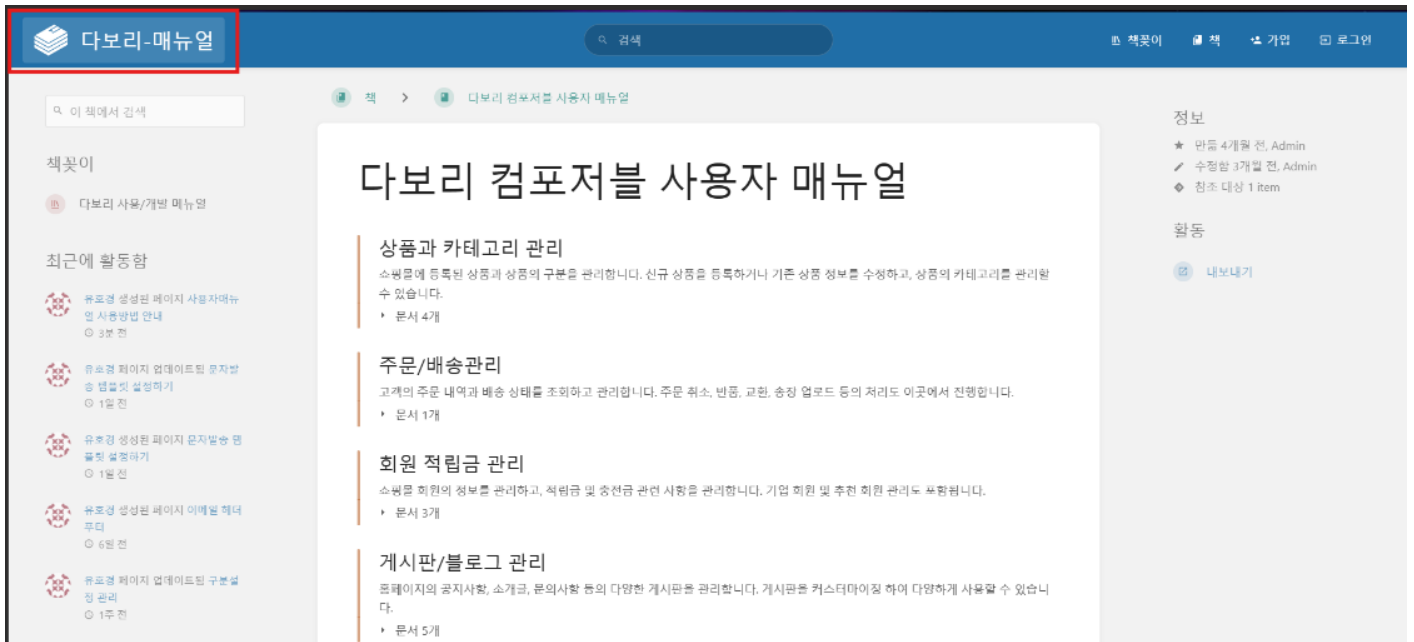 다보리-매뉴얼
검색
책꽂이
책
가입
로그인
이 책에서 검색
책꽂이
다보리 사용/개발 메뉴얼
최근에 활동함
유호경 생성된 페이지 사용자매뉴
얼 사용방법 안내
3분 전
유호경 페이지 업데이트됨 문자발
송 템플릿 설정하기
1일 전
유호경 생성된 페이지 문자발송 템
플릿 설정하기
1일 전
유호경 생성된 페이지 이메일 헤더
푸터
6일 전
유호경 페이지 업데이트됨 구분설
정 관리
1주 전
책
다보리 컴포저블 사용자 매뉴얼
다보리 컴포저블 사용자 매뉴얼
상품과 카테고리 관리
쇼핑몰에 등록된 상품과 상품의 구분을 관리합니다. 신규 상품을 등록하거나 기존 상품 정보를 수정하고, 상품의 카테고리를 관리할
수 있습니다.
문서 4개
주문/배송관리
고객의 주문 내역과 배송 상태를 조회하고 관리합니다. 주문 취소, 반품, 교환, 송장 업로드 등의 처리도 이곳에서 진행합니다.
문서 1개
회원 적립금 관리
쇼핑몰 회원의 정보를 관리하고, 적립금 및 충전금 관련 사항을 관리합니다. 기업 회원 및 추천 회원 관리도 포함됩니다.
문서 3개
게시판/블로그 관리
홈페이지의 공지사항, 소개글, 문의사항 등의 다양한 게시판을 관리합니다. 게시판을 커스터마이징 하여 다양하게 사용할 수 있습니
다.
문서 5개
정보
만듦 4개월 전, Admin
수정함 3개월 전, Admin
참조 대상 1 item
활동
내보내기